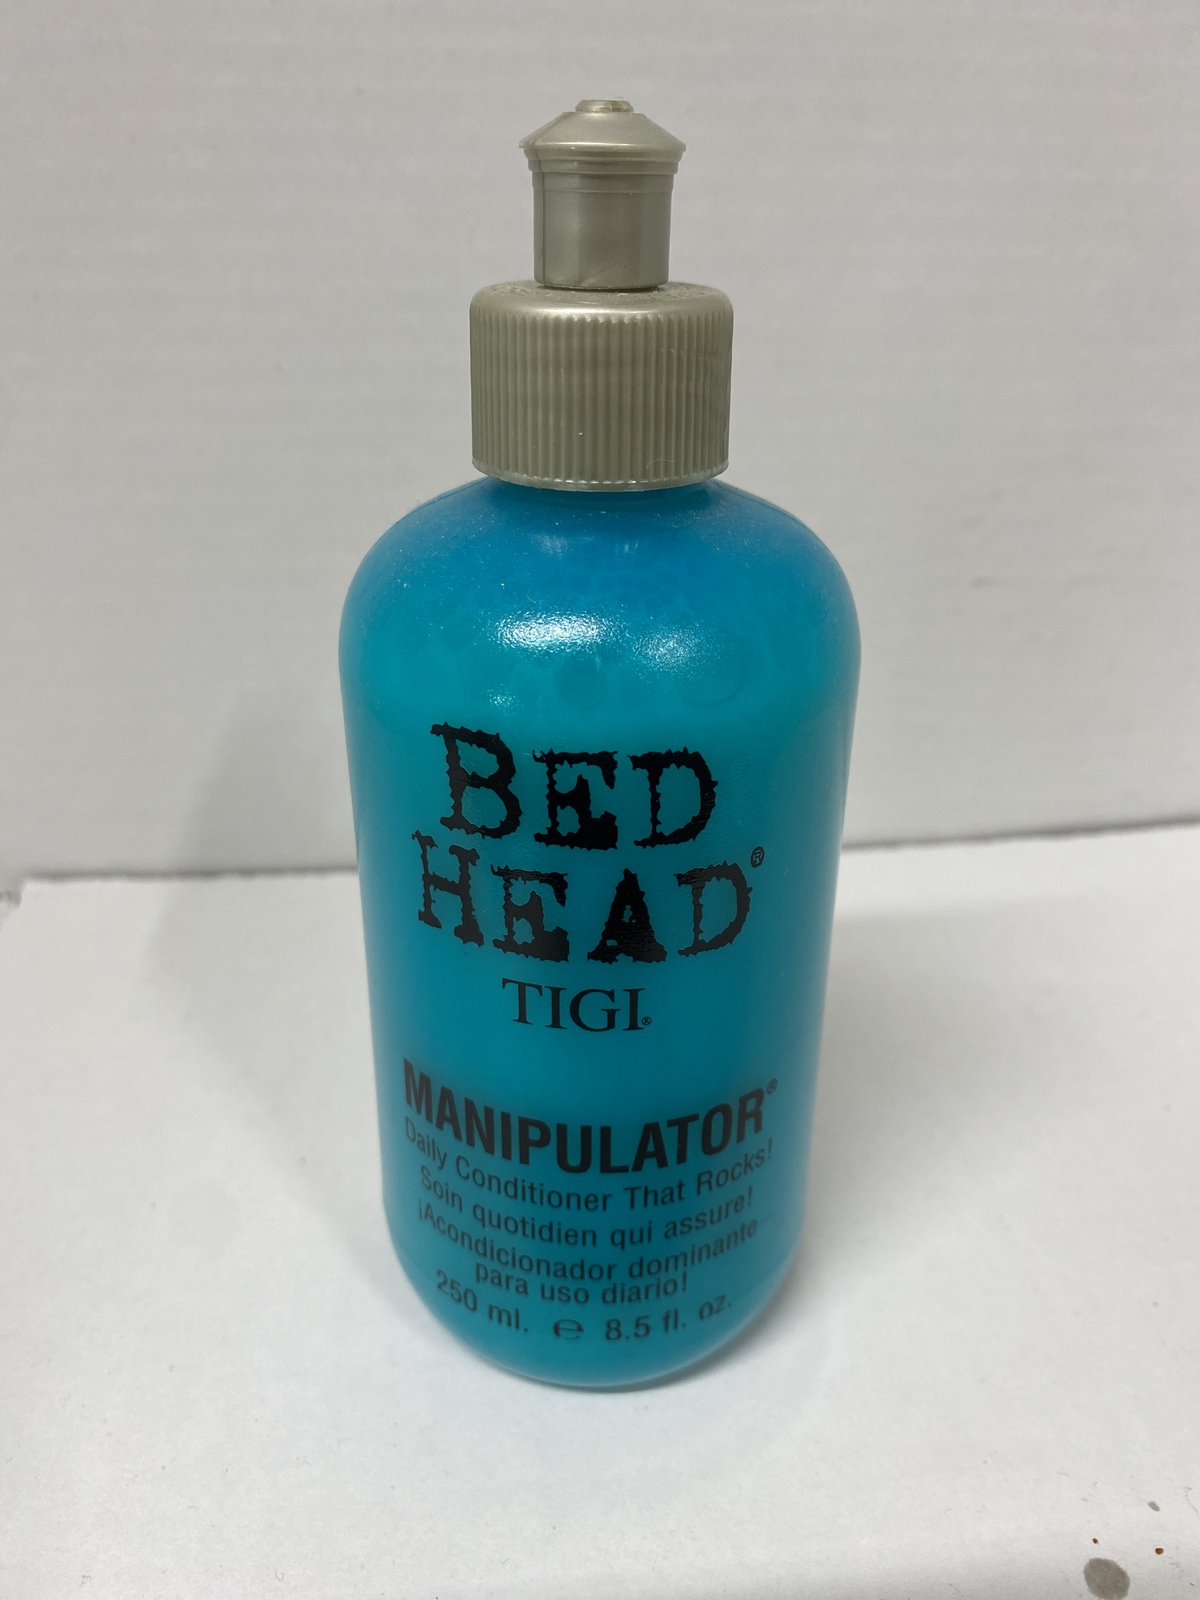 BED
HEAD®
TIGI®
MANIPULATOR®
Daily Conditioner That Rocks!
Soin quotidien qui assure!
¡Acondicionador dominante
para uso diario!
250 ml. ℮ 8.5 fl. oz.